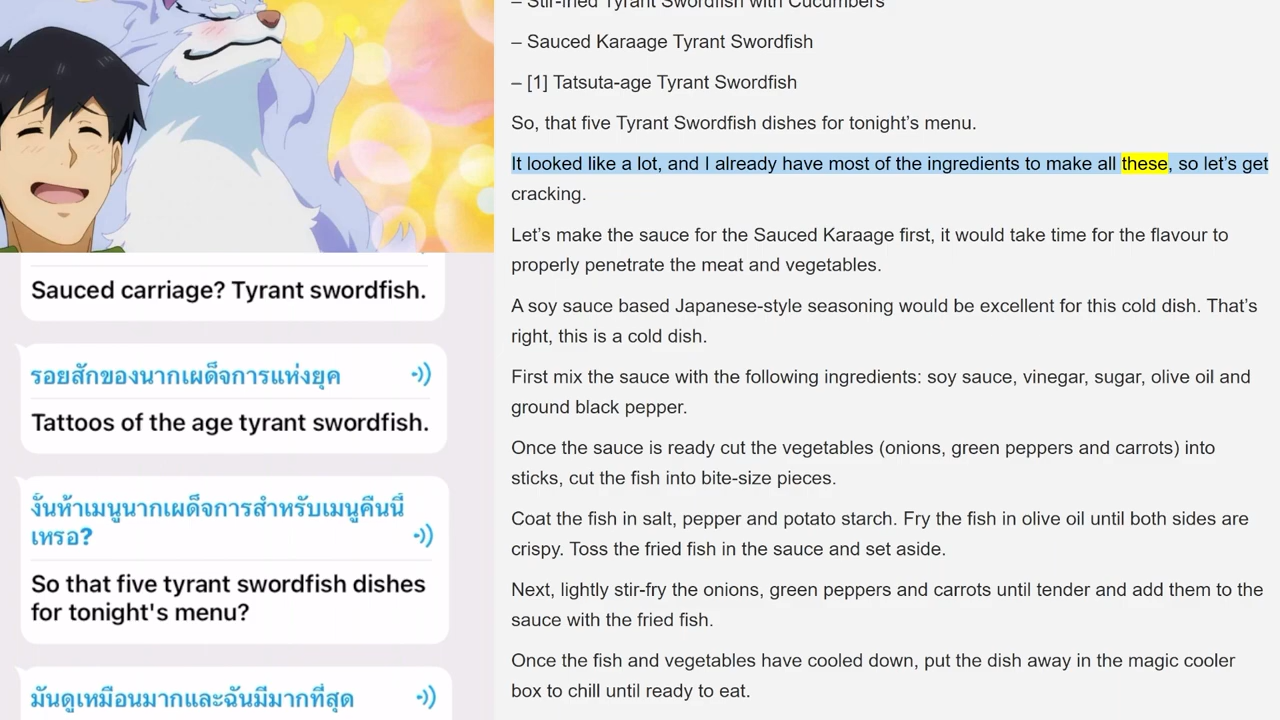 Sauced carriage? Tyrant swordfish.
รอยสักของนากเผด็จการแห่งยุค
Tattoos of the age tyrant swordfish.
งั้นห้าเมนูนากเผด็จการสำหรับเมนูคืนนี้
เหรอ?
So that five tyrant swordfish dishes
for tonight's menu?
มันดูเหมือนมากและฉันมีมากที่สุด
– Stir-fried Tyrant Swordfish with Cucumbers
– Sauced Karaage Tyrant Swordfish
– [1] Tatsuta-age Tyrant Swordfish
So, that five Tyrant Swordfish dishes for tonight’s menu.
It looked like a lot, and I already have most of the ingredients to make all these, so let’s get
cracking.
Let’s make the sauce for the Sauced Karaage first, it would take time for the flavour to
properly penetrate the meat and vegetables.
A soy sauce based Japanese-style seasoning would be excellent for this cold dish. That’s
right, this is a cold dish.
First mix the sauce with the following ingredients: soy sauce, vinegar, sugar, olive oil and
ground black pepper.
Once the sauce is ready cut the vegetables (onions, green peppers and carrots) into
sticks, cut the fish into bite-size pieces.
Coat the fish in salt, pepper and potato starch. Fry the fish in olive oil until both sides are
crispy. Toss the fried fish in the sauce and set aside.
Next, lightly stir-fry the onions, green peppers and carrots until tender and add them to the
sauce with the fried fish.
Once the fish and vegetables have cooled down, put the dish away in the magic cooler
box to chill until ready to eat.